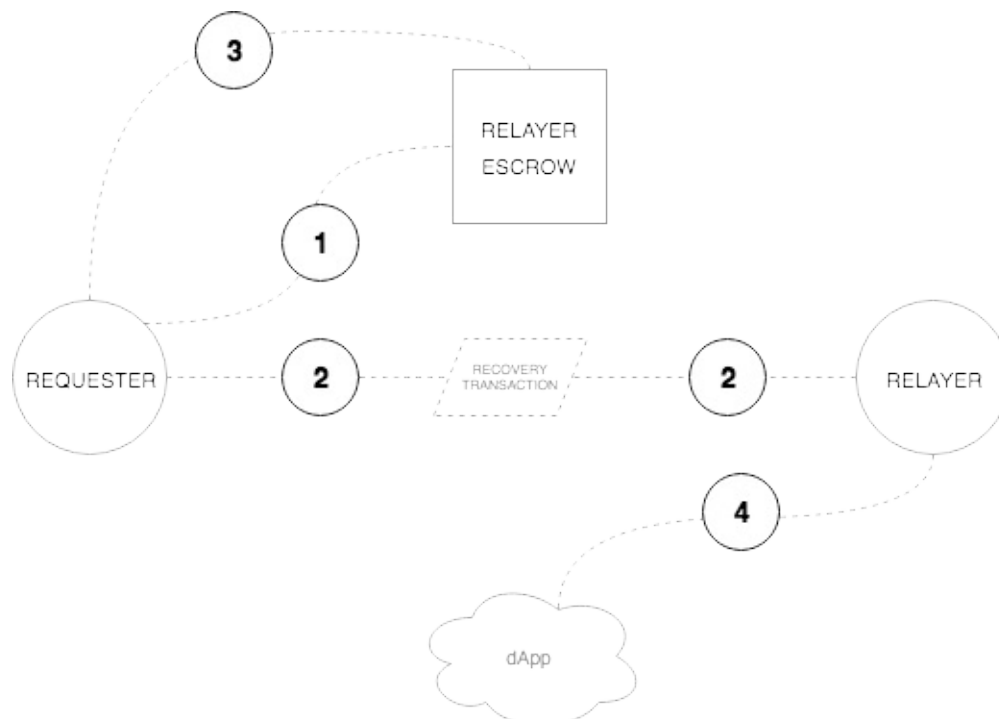 3
RELAYER
ESCROW
1
REQUESTER
2
RECOVERY
TRANSACTION
2
RELAYER
4
dApp